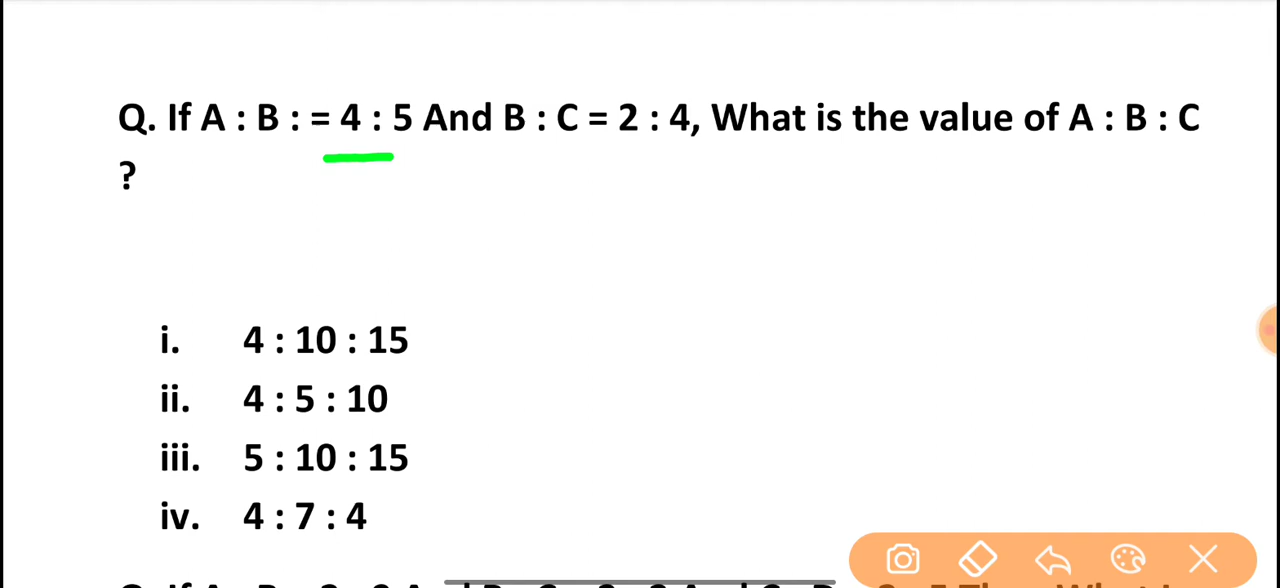 Q. If A : B : = 4 : 5 And B : C = 2 : 4, What is the value of A : B : C
?
i. 4 : 10 : 15
ii. 4 : 5 : 10
iii. 5 : 10 : 15
iv. 4 : 7 : 4